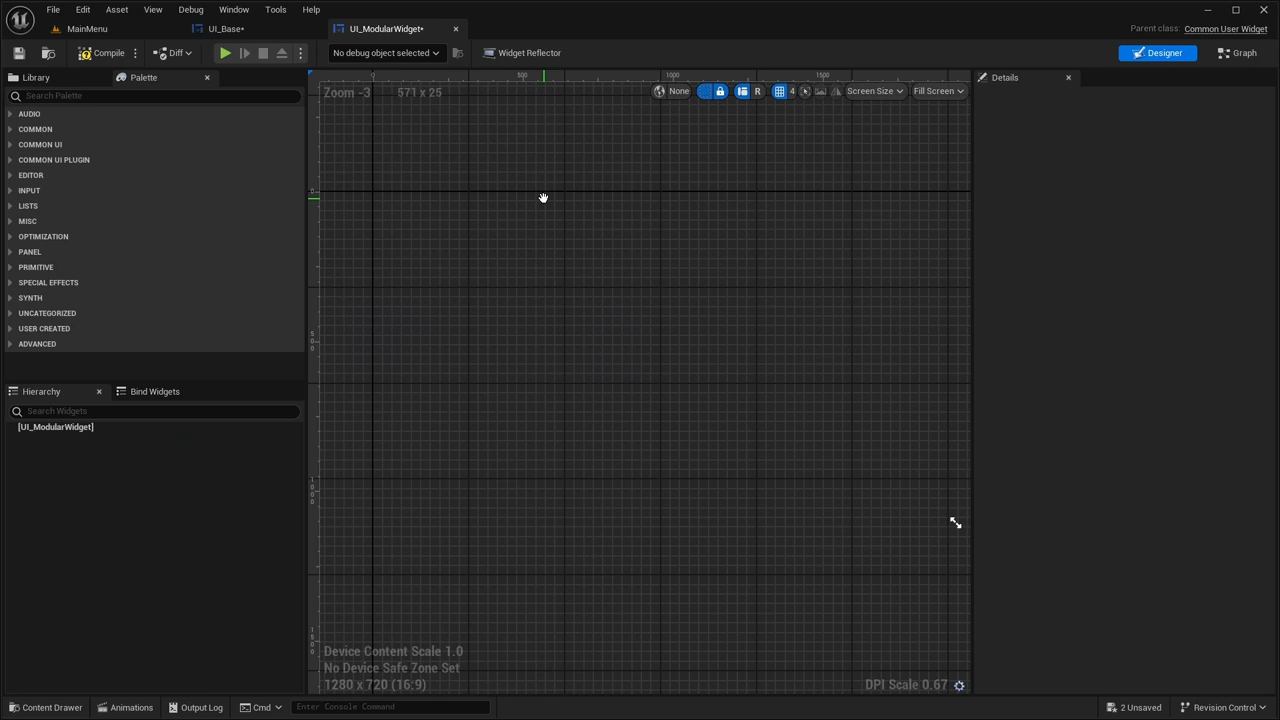 File Edit Asset View Debug Window Tools Help
MainMenu UI_Base* UI_ModularWidget* Parent class: Common User Widget
Compile Diff No debug object selected Widget Reflector Designer Graph
Library Palette Details
Search Palette
Zoom -3 571 x 25
None R 4 Screen Size Fill Screen
0 500 1000 1500
AUDIO
COMMON
COMMON UI
COMMON UI PLUGIN
EDITOR
INPUT
LISTS
MISC
OPTIMIZATION
PANEL
PRIMITIVE
SPECIAL EFFECTS
SYNTH
UNCATEGORIZED
USER CREATED
ADVANCED
0
500
1000
1500
Hierarchy Bind Widgets
Search Widgets
[UI_ModularWidget]
Device Content Scale 1.0
No Device Safe Zone Set
1280 x 720 (16:9) DPI Scale 0.67
Content Drawer Animations Output Log Cmd Enter Console Command 2 Unsaved Revision Control